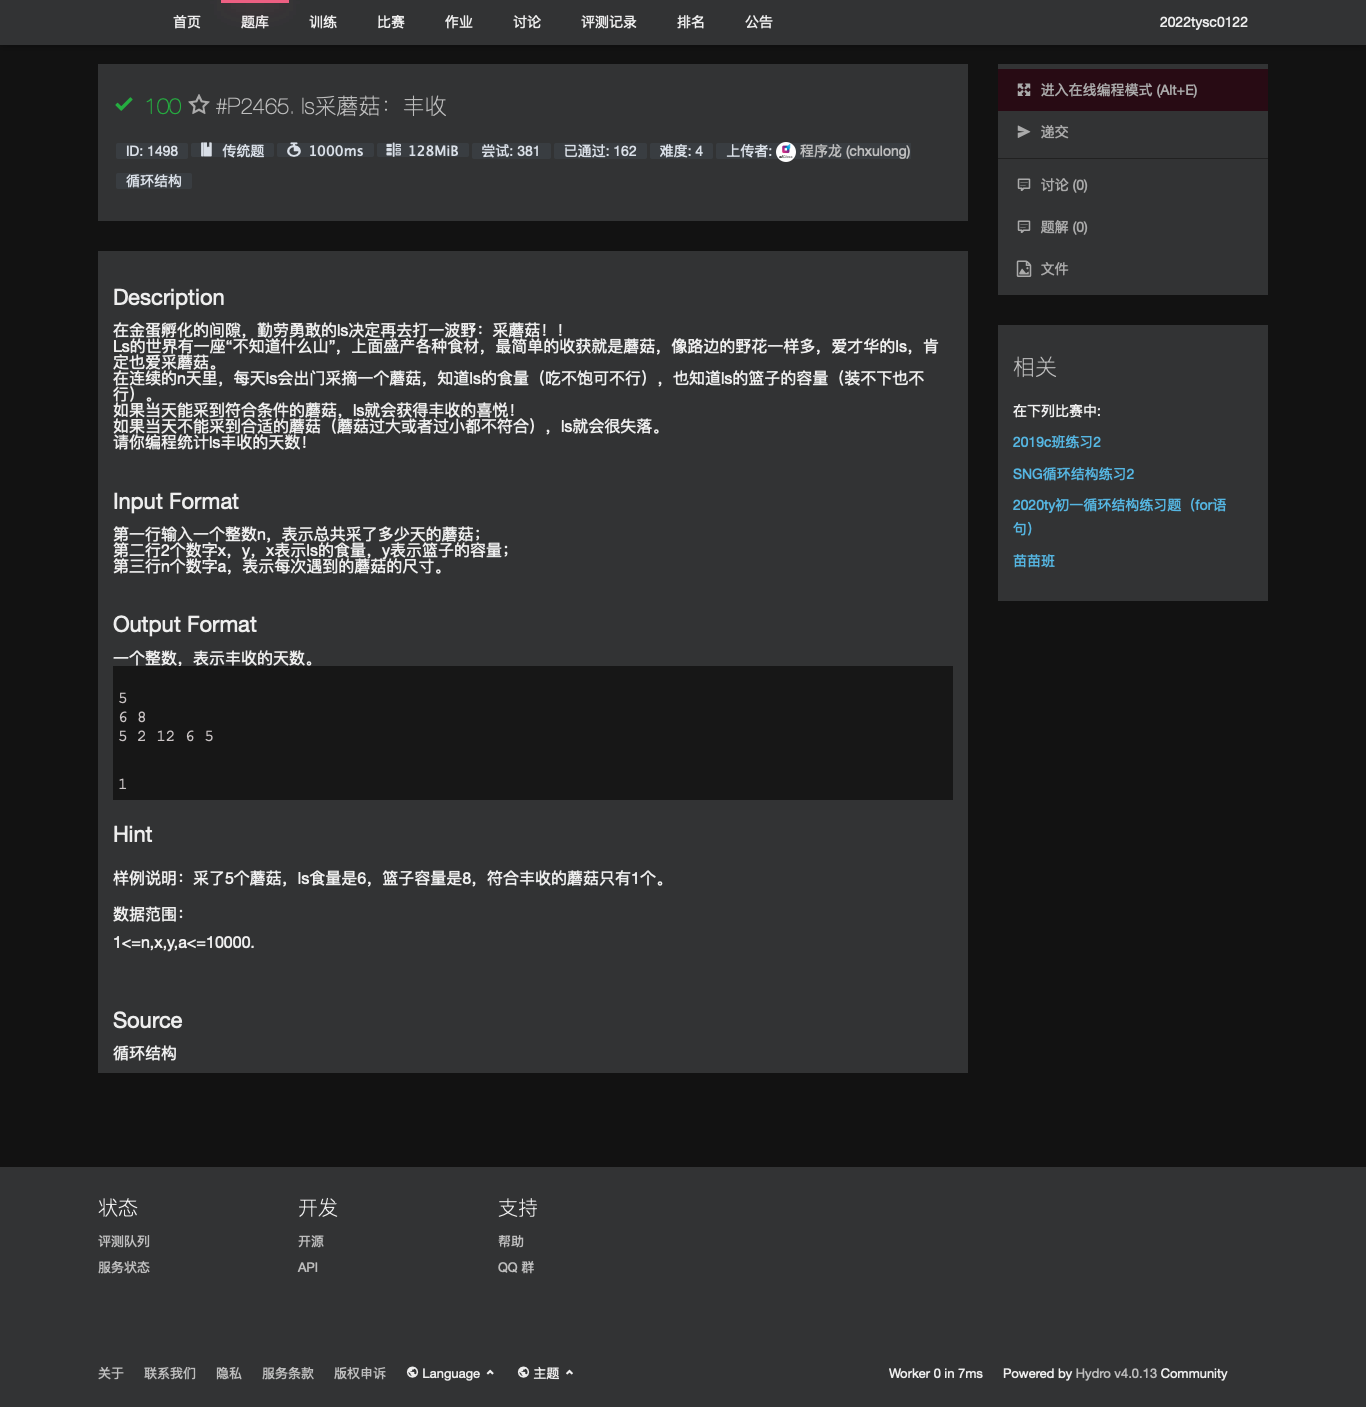 首页 题库 训练 比赛 作业 讨论 评测记录 排名 公告 2022tysc0122
100 #P2465. ls采蘑菇：丰收
ID: 1498 传统题 1000ms 128MiB 尝试: 381 已通过: 162 难度: 4 上传者: 程序龙 (chxulong)
循环结构
Description
在金蛋孵化的间隙，勤劳勇敢的ls决定再去打一波野：采蘑菇！！
Ls的世界有一座“不知道什么山”，上面盛产各种食材，最简单的收获就是蘑菇，像路边的野花一样多，爱才华的ls，肯
定也爱采蘑菇。
在连续的n天里，每天ls会出门采摘一个蘑菇，知道ls的食量（吃不饱可不行），也知道ls的篮子的容量（装不下也不
行）。
如果当天能采到符合条件的蘑菇，ls就会获得丰收的喜悦！
如果当天不能采到合适的蘑菇（蘑菇过大或者过小都不符合），ls就会很失落。
请你编程统计ls丰收的天数！
Input Format
第一行输入一个整数n，表示总共采了多少天的蘑菇；
第二行2个数字x，y，x表示ls的食量，y表示篮子的容量；
第三行n个数字a，表示每次遇到的蘑菇的尺寸。
Output Format
一个整数，表示丰收的天数。
5
6 8
5 2 12 6 5
1
Hint
样例说明：采了5个蘑菇，ls食量是6，篮子容量是8，符合丰收的蘑菇只有1个。
数据范围：
1<=n,x,y,a<=10000.
Source
循环结构
进入在线编程模式 (Alt+E)
递交
讨论 (0)
题解 (0)
文件
相关
在下列比赛中:
2019c班练习2
SNG循环结构练习2
2020ty初一循环结构练习题（for语
句）
苗苗班
状态 开发 支持
评测队列 开源 帮助
服务状态 API QQ 群
关于 联系我们 隐私 服务条款 版权申诉 Language 主题 Worker 0 in 7ms Powered by Hydro v4.0.13 Community